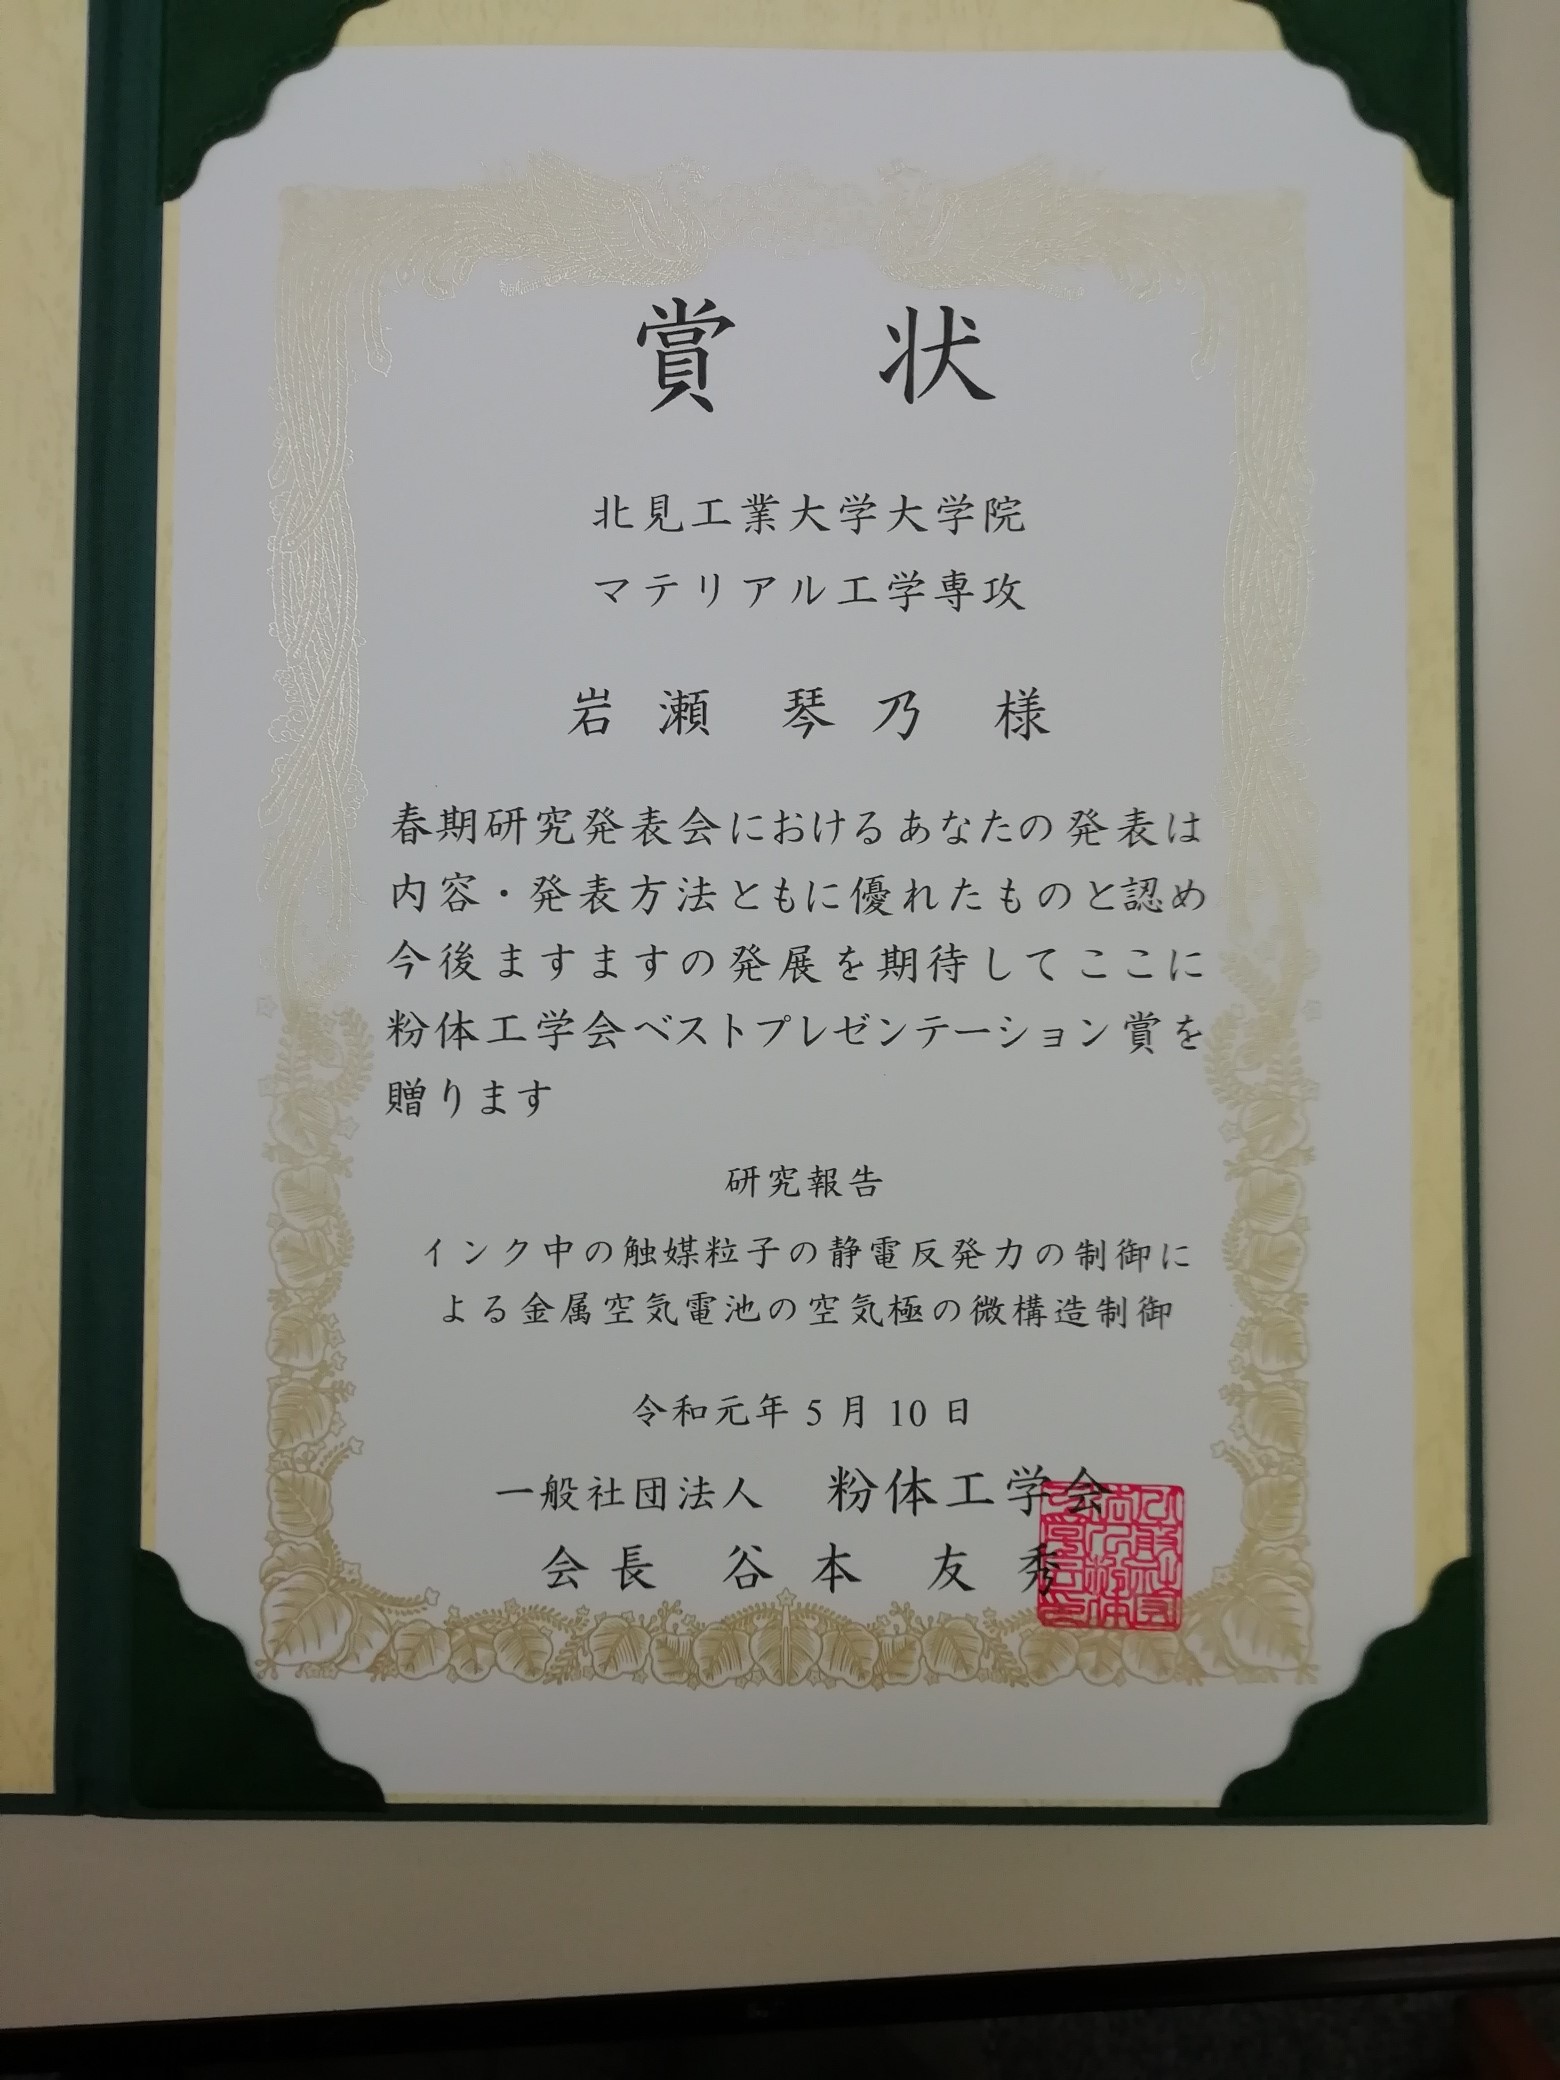 賞状
北見工業大学大学院
マテリアル工学専攻
岩瀬 琴乃 様
春期研究発表会におけるあなたの発表は
内容・発表方法ともに優れたものと認め
今後ますますの発展を期待してここに
粉体工学会ベストプレゼンテーション賞を
贈ります
研究報告
インク中の触媒粒子の静電反発力の制御に
よる金属空気電池の空気極の微構造制御
令和元年 5 月 10 日
一般社団法人 粉体工学会
会長 谷本 友秀